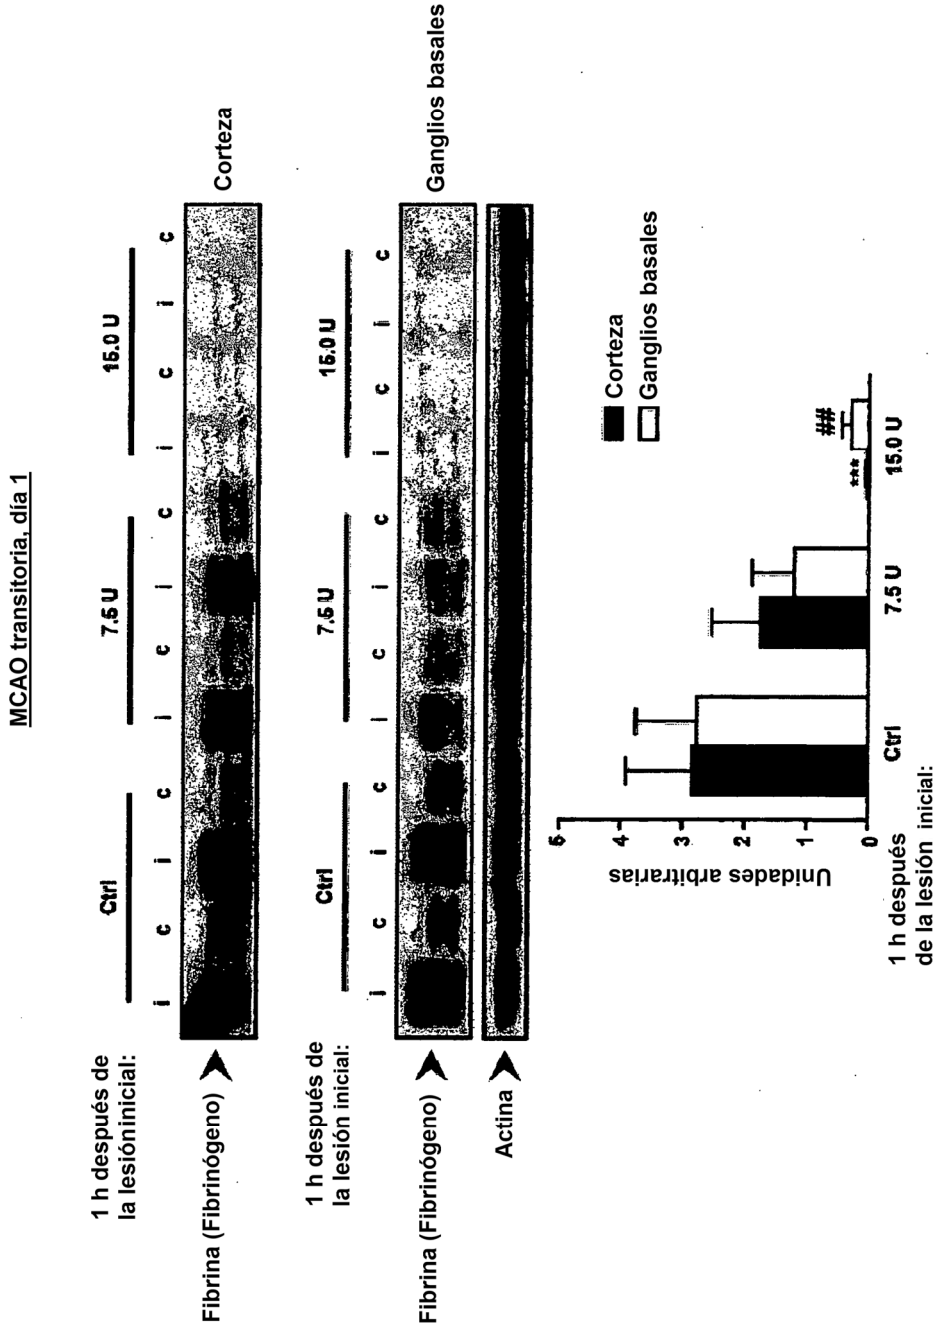 MCAO transitoria, día 1
1 h después de
la lesióninicial:
Ctrl
7.5 U
15.0 U
i c i c i c i c i c i c
Fibrina (Fibrinógeno)
Corteza
1 h después de
la lesión inicial:
Ctrl
7.5 U
15.0 U
i c i c i c i c i c i c
Fibrina (Fibrinógeno)
Ganglios basales
Actina
Unidades arbitrarias
5
4
3
2
1
0
Corteza
Ganglios basales
***
##
1 h después
de la lesión inicial:
Ctrl
7.5 U
15.0 U